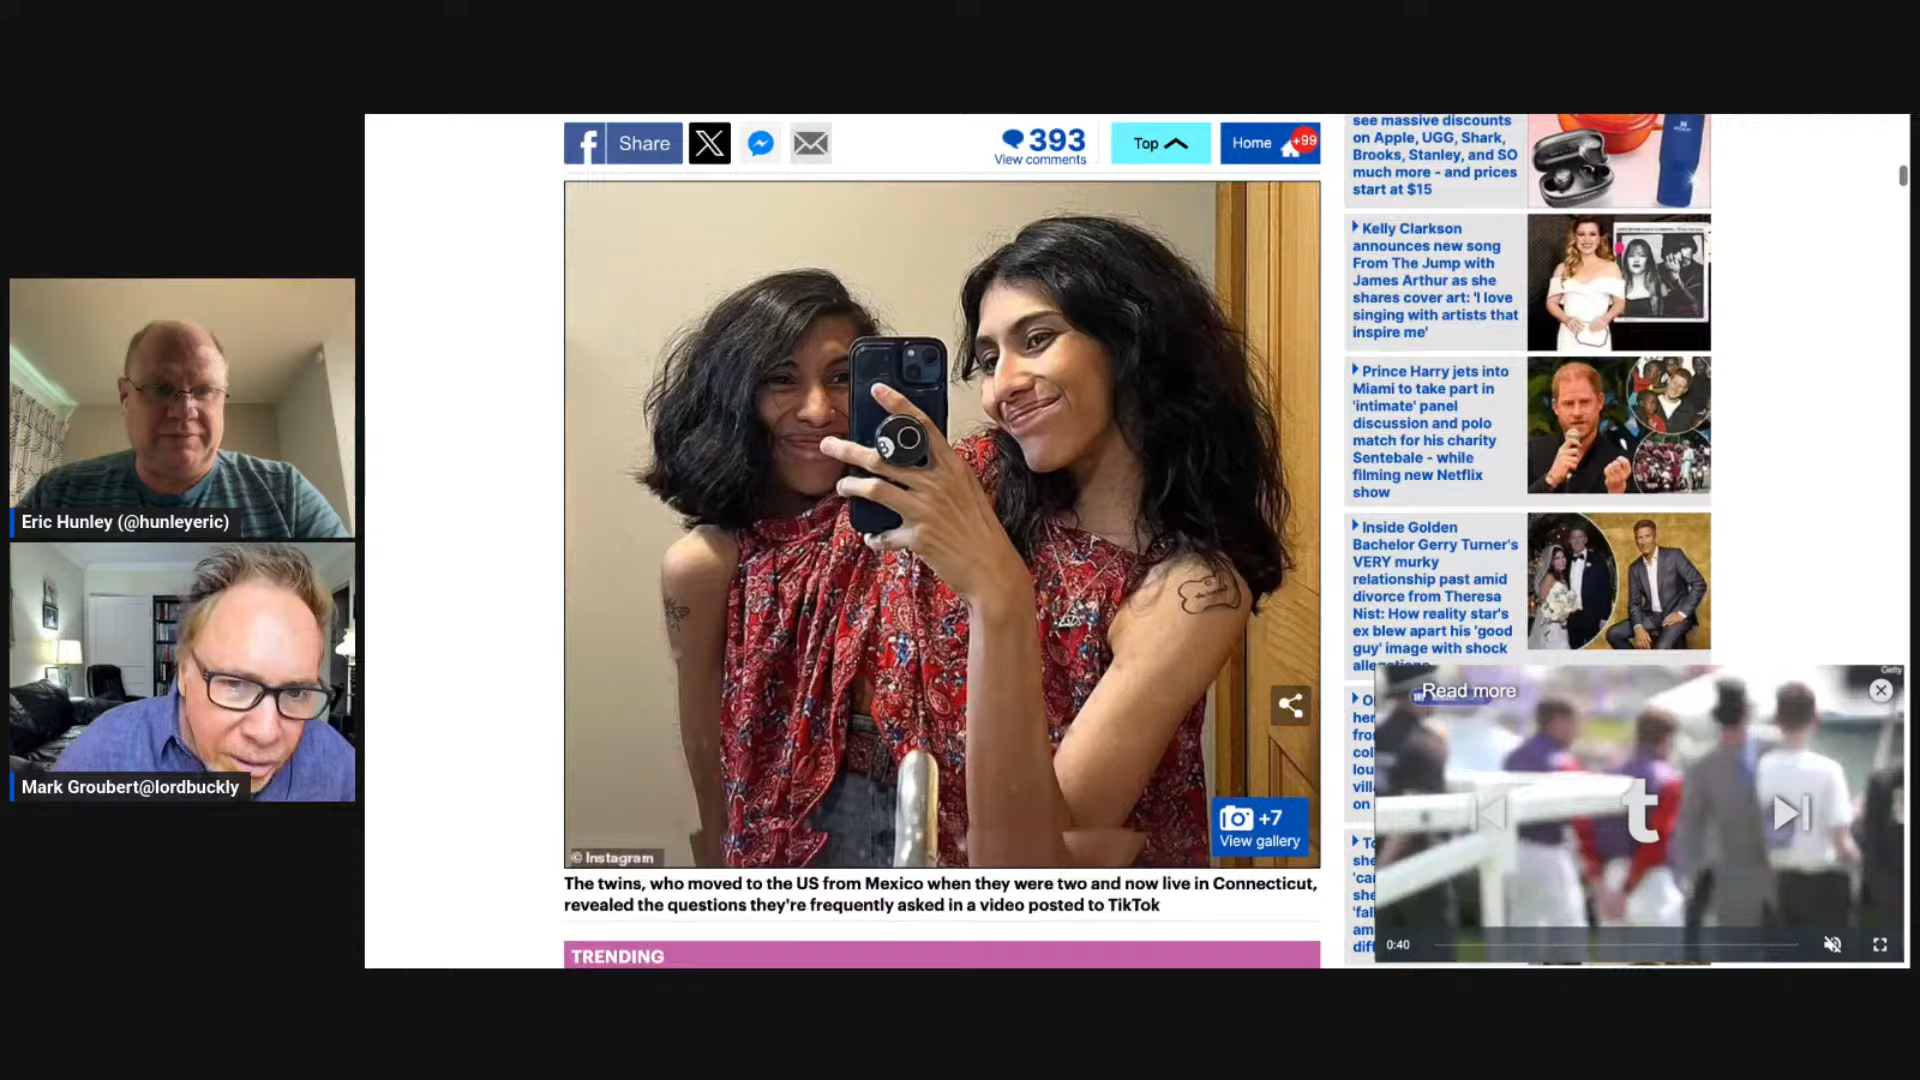 Eric Hunley (@hunleyeric)
Mark Groubert@lordbuckly
f Share
393
View comments
Top
Home
+99
© Instagram
+7
View gallery
The twins, who moved to the US from Mexico when they were two and now live in Connecticut,
revealed the questions they're frequently asked in a video posted to TikTok
TRENDING
see massive discounts
on Apple, UGG, Shark,
Brooks, Stanley, and SO
much more - and prices
start at $15
Kelly Clarkson
announces new song
From The Jump with
James Arthur as she
shares cover art: 'I love
singing with artists that
inspire me'
Prince Harry jets into
Miami to take part in
'intimate' panel
discussion and polo
match for his charity
Sentebale - while
filming new Netflix
show
Inside Golden
Bachelor Gerry Turner's
VERY murky
relationship past amid
divorce from Theresa
Nist: How reality star's
ex blew apart his 'good
guy' image with shock
Read more
Getty
t
0:40